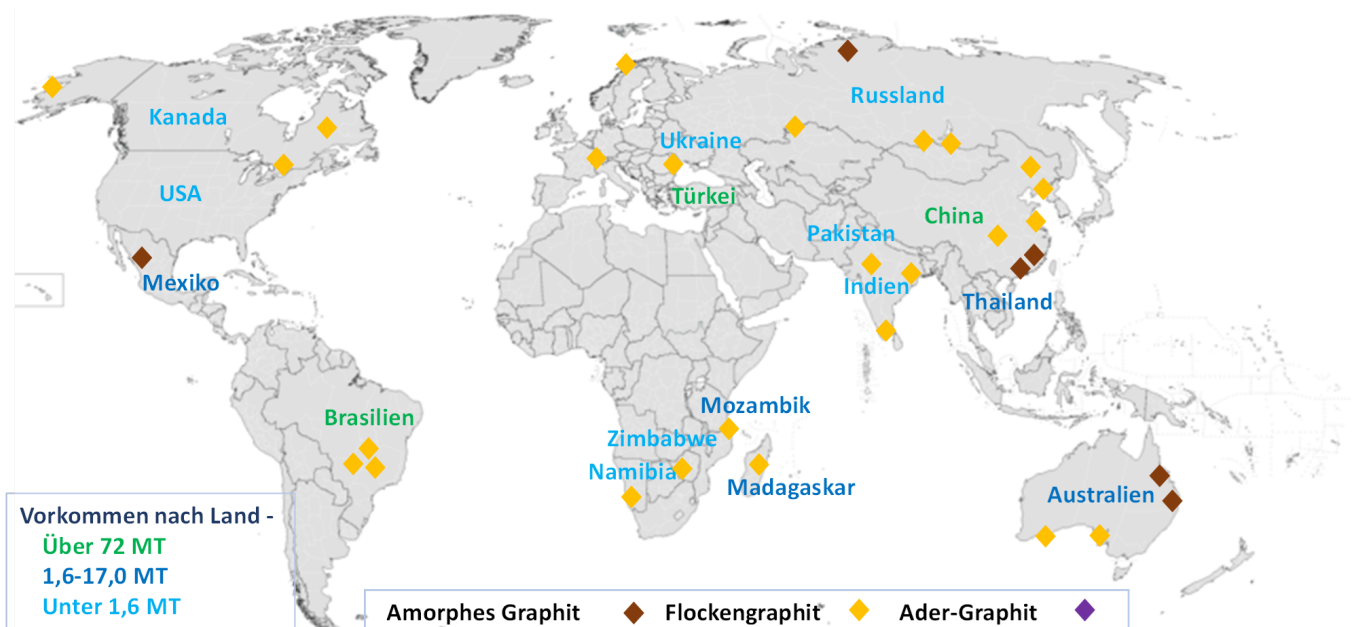 Kanada
Russland
Ukraine
USA
Türkei
China
Pakistan
Mexiko
Indien
Thailand
Brasilien
Mozambik
Zimbabwe
Namibia
Madagaskar
Australien
Vorkommen nach Land -
Über 72 MT
1,6-17,0 MT
Unter 1,6 MT
Amorphes Graphit Flockengraphit Ader-Graphit